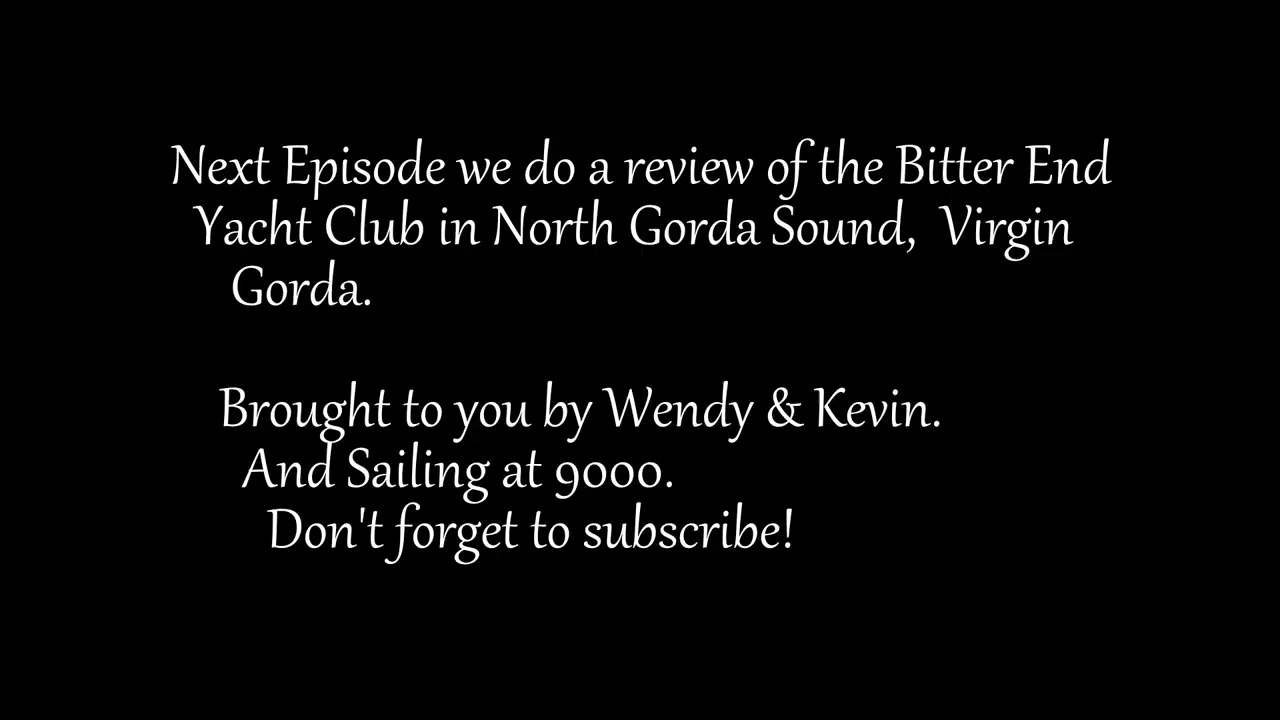 Next Episode we do a review of the Bitter End
Yacht Club in North Gorda Sound,  Virgin
Gorda.
Brought to you by Wendy & Kevin.
And Sailing at 9000.
Don't forget to subscribe!